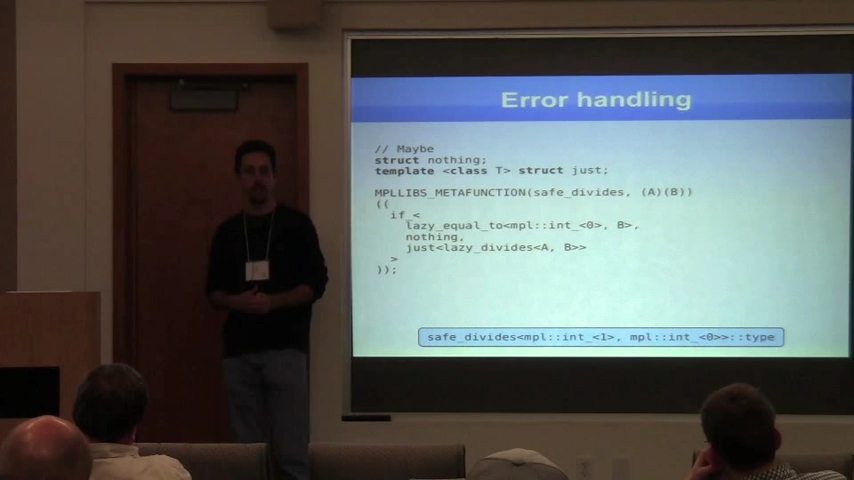 Error handling
// Maybe
struct nothing;
template <class T> struct just;
MPLLIBS_METAFUNCTION(safe_divides, (A)(B))
((
if_<
lazy_equal_to<mpl::int_<0>, B>,
nothing,
just<lazy_divides<A, B>>
>
));
safe_divides<mpl::int_<1>, mpl::int_<0>>::type